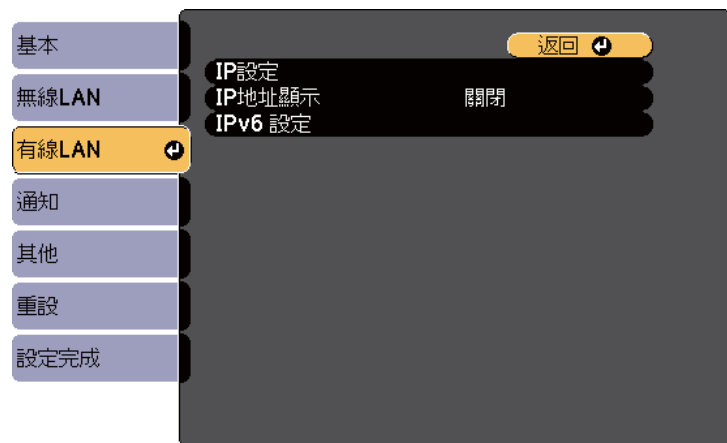 基本
無線LAN
有線LAN
通知
其他
重設
設定完成
返回
IP設定
IP地址顯示 關閉
IPv6 設定